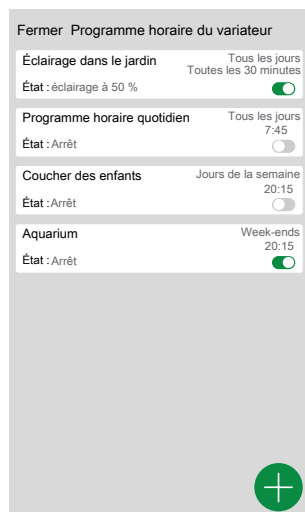 Fermer Programme horaire du variateur
Éclairage dans le jardin Tous les jours
Toutes les 30 minutes
État : éclairage à 50 %
Programme horaire quotidien Tous les jours
7:45
État : Arrêt
Coucher des enfants Jours de la semaine
20:15
État : Arrêt
Aquarium Week-ends
20:15
État : Arrêt